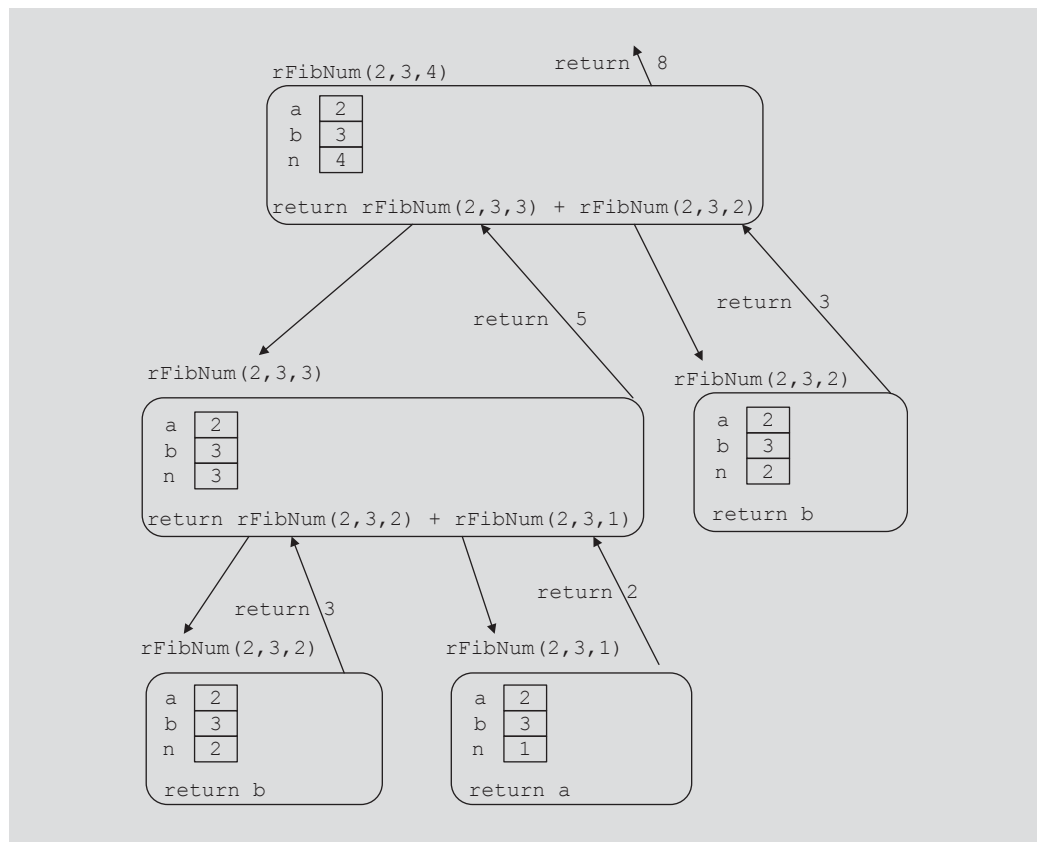 rFibNum(2,3,4)
return 8
a 2
b 3
n 4
return rFibNum(2,3,3) + rFibNum(2,3,2)
return 5
return 3
rFibNum(2,3,3)
a 2
b 3
n 3
return rFibNum(2,3,2) + rFibNum(2,3,1)
rFibNum(2,3,2)
a 2
b 3
n 2
return b
return 3
return 2
rFibNum(2,3,2)
a 2
b 3
n 2
return b
rFibNum(2,3,1)
a 2
b 3
n 1
return a